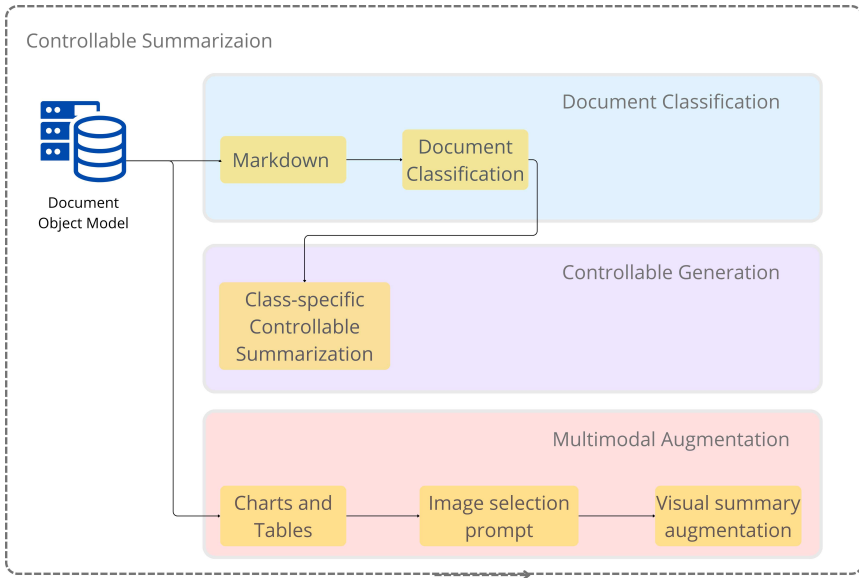 Controllable Summarizaion
Document
Object Model
Document Classification
Markdown
Document
Classification
Controllable Generation
Class-specific
Controllable
Summarization
Multimodal Augmentation
Charts and
Tables
Image selection
prompt
Visual summary
augmentation